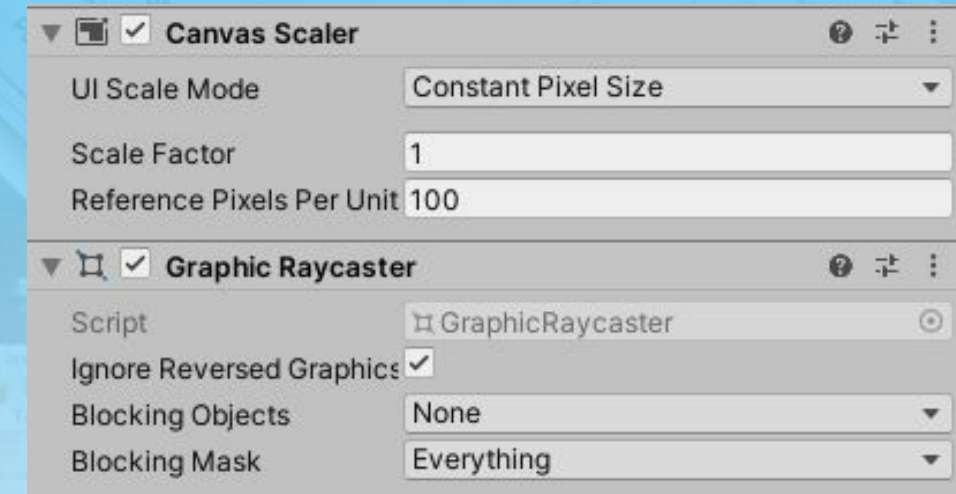 Canvas Scaler
UI Scale Mode Constant Pixel Size
Scale Factor 1
Reference Pixels Per Unit 100
Graphic Raycaster
Script GraphicRaycaster
Ignore Reversed Graphics
Blocking Objects None
Blocking Mask Everything